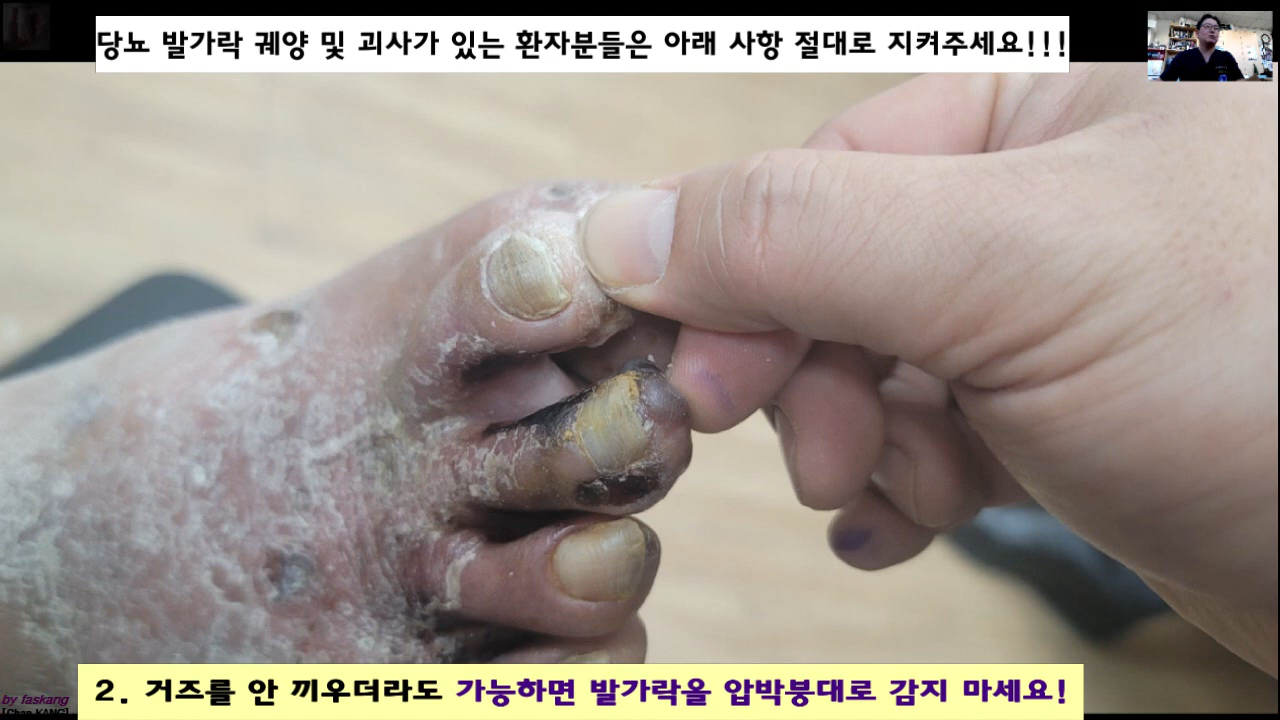 당뇨 발가락 궤양 및 괴사가 있는 환자분들은 아래 사항 절대로 지켜주세요!!!
2. 거즈를 안 끼우더라도 가능하면 발가락을 압박붕대로 감지 마세요!
by faskang
[Chan KANG]